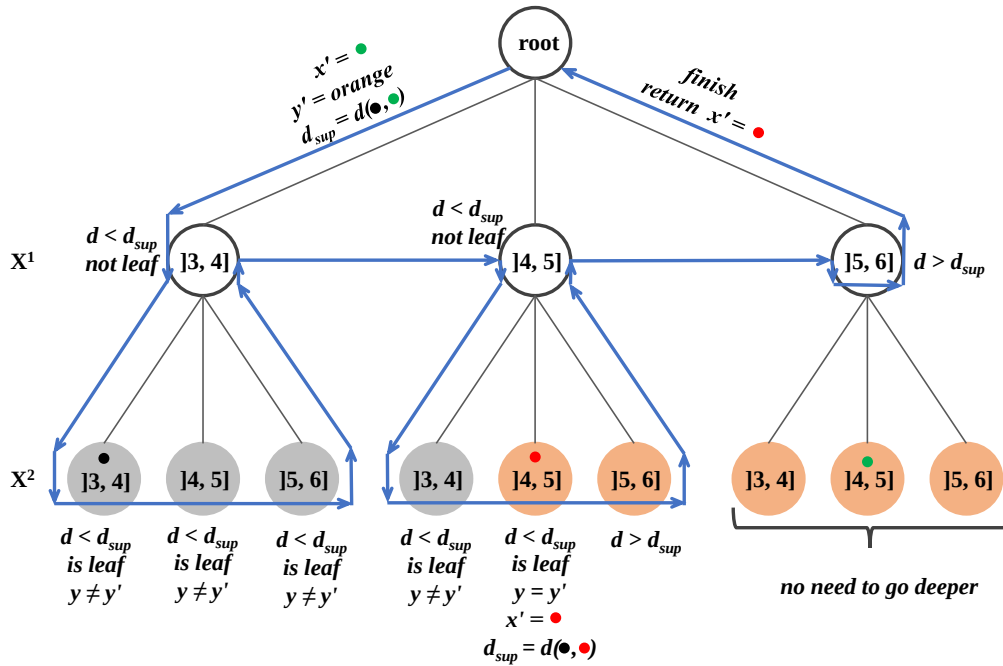 root
x' = ●
y' = orange
d_sup = d(●,●)
finish
return x' = ●
X¹
d < d_sup
not leaf
]3, 4]
d < d_sup
not leaf
]4, 5]
]5, 6]
d > d_sup
X²
]3, 4]
]4, 5]
]5, 6]
]3, 4]
]4, 5]
]5, 6]
]3, 4]
]4, 5]
]5, 6]
d < d_sup
is leaf
y ≠ y'
d < d_sup
is leaf
y ≠ y'
d < d_sup
is leaf
y ≠ y'
d < d_sup
is leaf
y ≠ y'
d < d_sup
is leaf
y = y'
x' = ●
d_sup = d(●,●)
d > d_sup
no need to go deeper